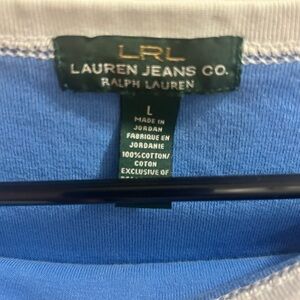 LRL
LAUREN JEANS CO.
RALPH LAUREN
L
MADE IN
JORDAN
FABRIQUE EN
JORDANIE
100%COTTON/
COTON
EXCLUSIVE OF